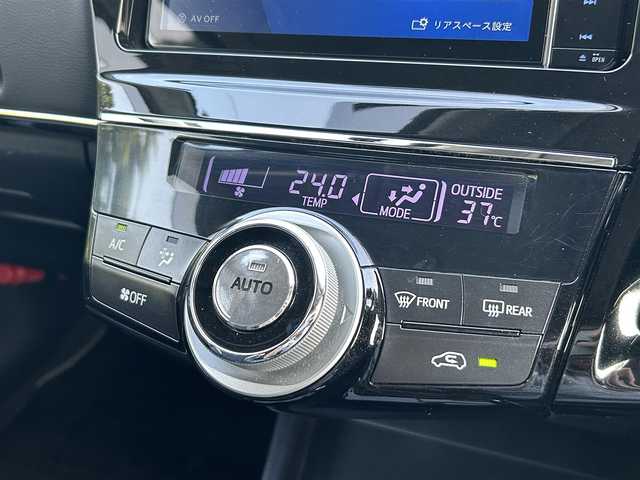 AV OFF
リアスペース設定
OPEN
24.0
TEMP
MODE
OUTSIDE
37℃
A/C
OFF
AUTO
FRONT
REAR